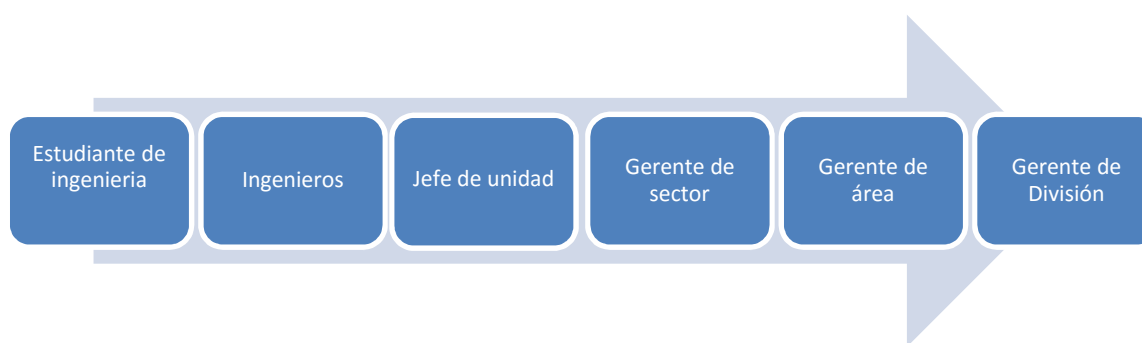 Estudiante de
ingenieria
Ingenieros
Jefe de unidad
Gerente de
sector
Gerente de
área
Gerente de
División